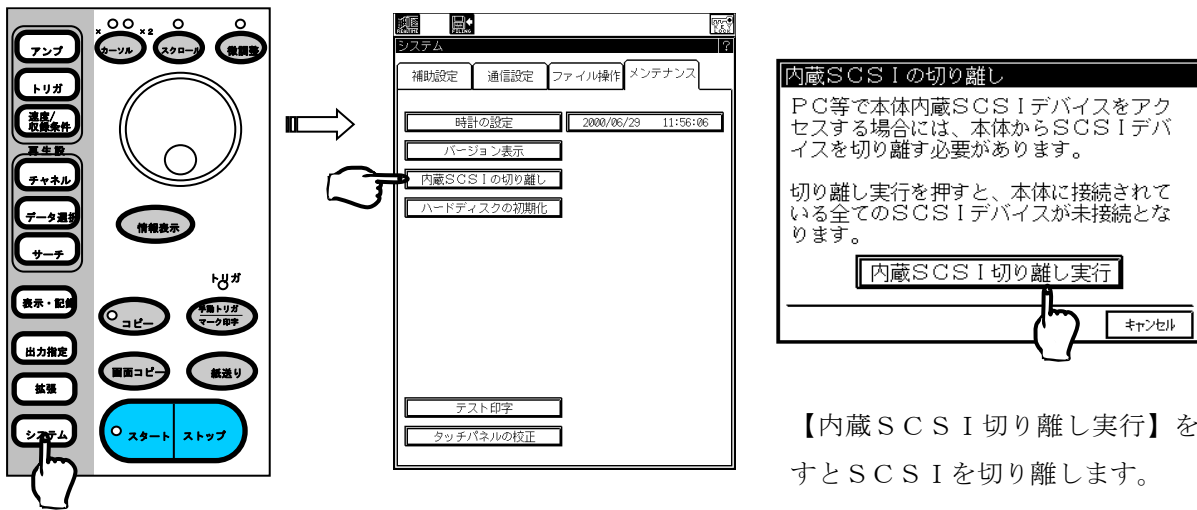 × ×２
カーソル スクロール 微調整
アンプ
トリガ
速度/
収録条件
再生設
チャネル
データ選択
サーチ
情報表示
トリガ
表示・記録
コピー
手動トリガ
マーク印字
出力指定
画面コピー 紙送り
拡張
システム
スタート ストップ
REALTIME FILING KEY LOCK
システム ?
補助設定 通信設定 ファイル操作 メンテナンス
時計の設定 2000/06/29 11:56:06
バージョン表示
内蔵ＳＣＳＩの切り離し
ハードディスクの初期化
テスト印字
タッチパネルの校正
内蔵ＳＣＳＩの切り離し
ＰＣ等で本体内蔵ＳＣＳＩデバイスをアク
セスする場合には、本体からＳＣＳＩデバ
イスを切り離す必要があります。
切り離し実行を押すと、本体に接続されて
いる全てのＳＣＳＩデバイスが未接続とな
ります。
内蔵ＳＣＳＩ切り離し実行
キャンセル
【内蔵ＳＣＳＩ切り離し実行】を
すとＳＣＳＩを切り離します。